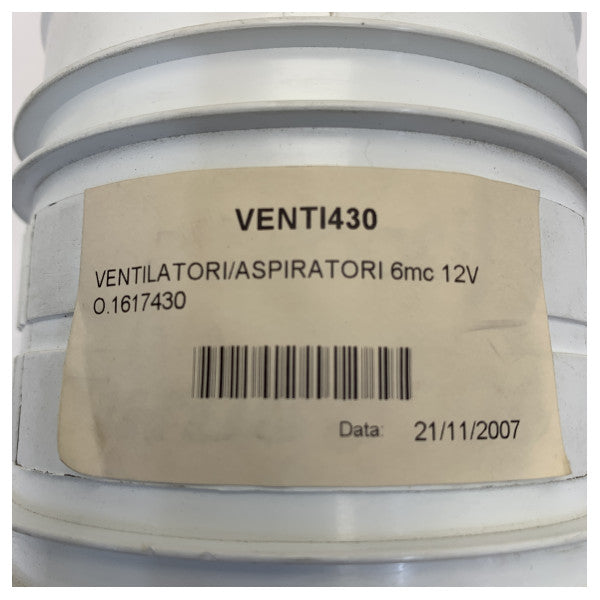 VENTI430
VENTILATORI/ASPIRATORI 6mc 12V
O.1617430
Data: 21/11/2007